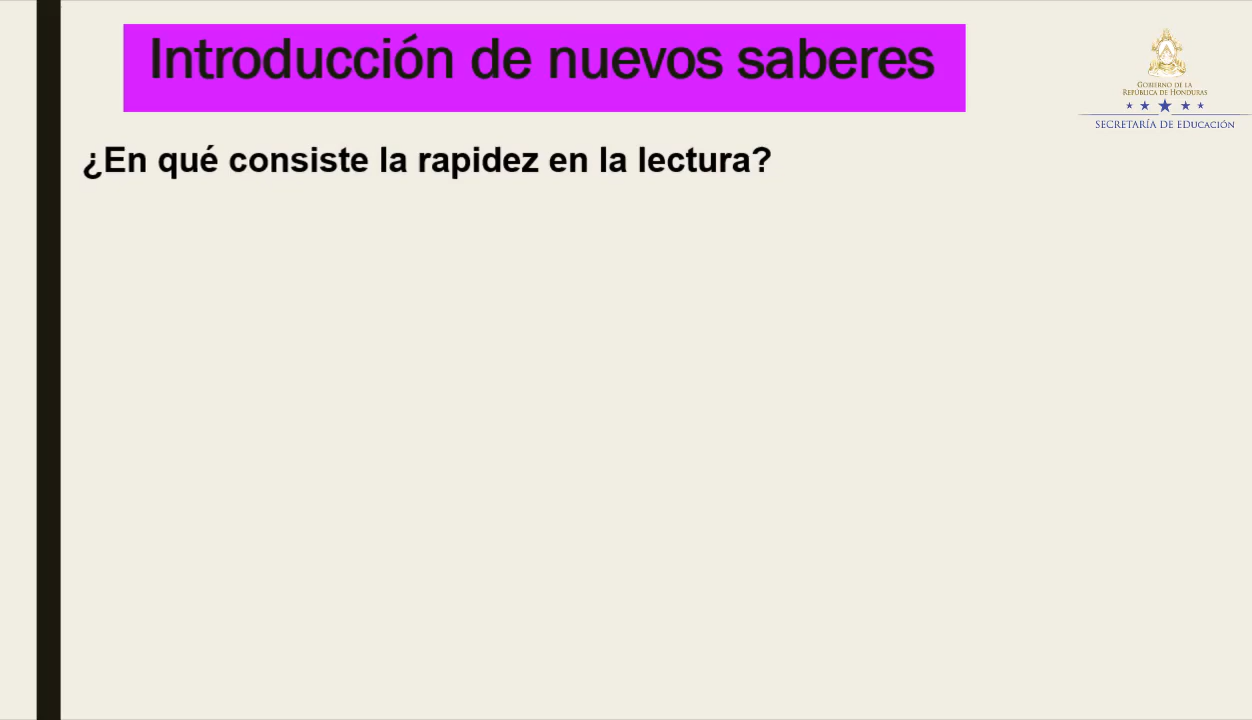 Introducción de nuevos saberes
GOBIERNO DE LA
REPÚBLICA DE HONDURAS
SECRETARÍA DE EDUCACIÓN
¿En qué consiste la rapidez en la lectura?